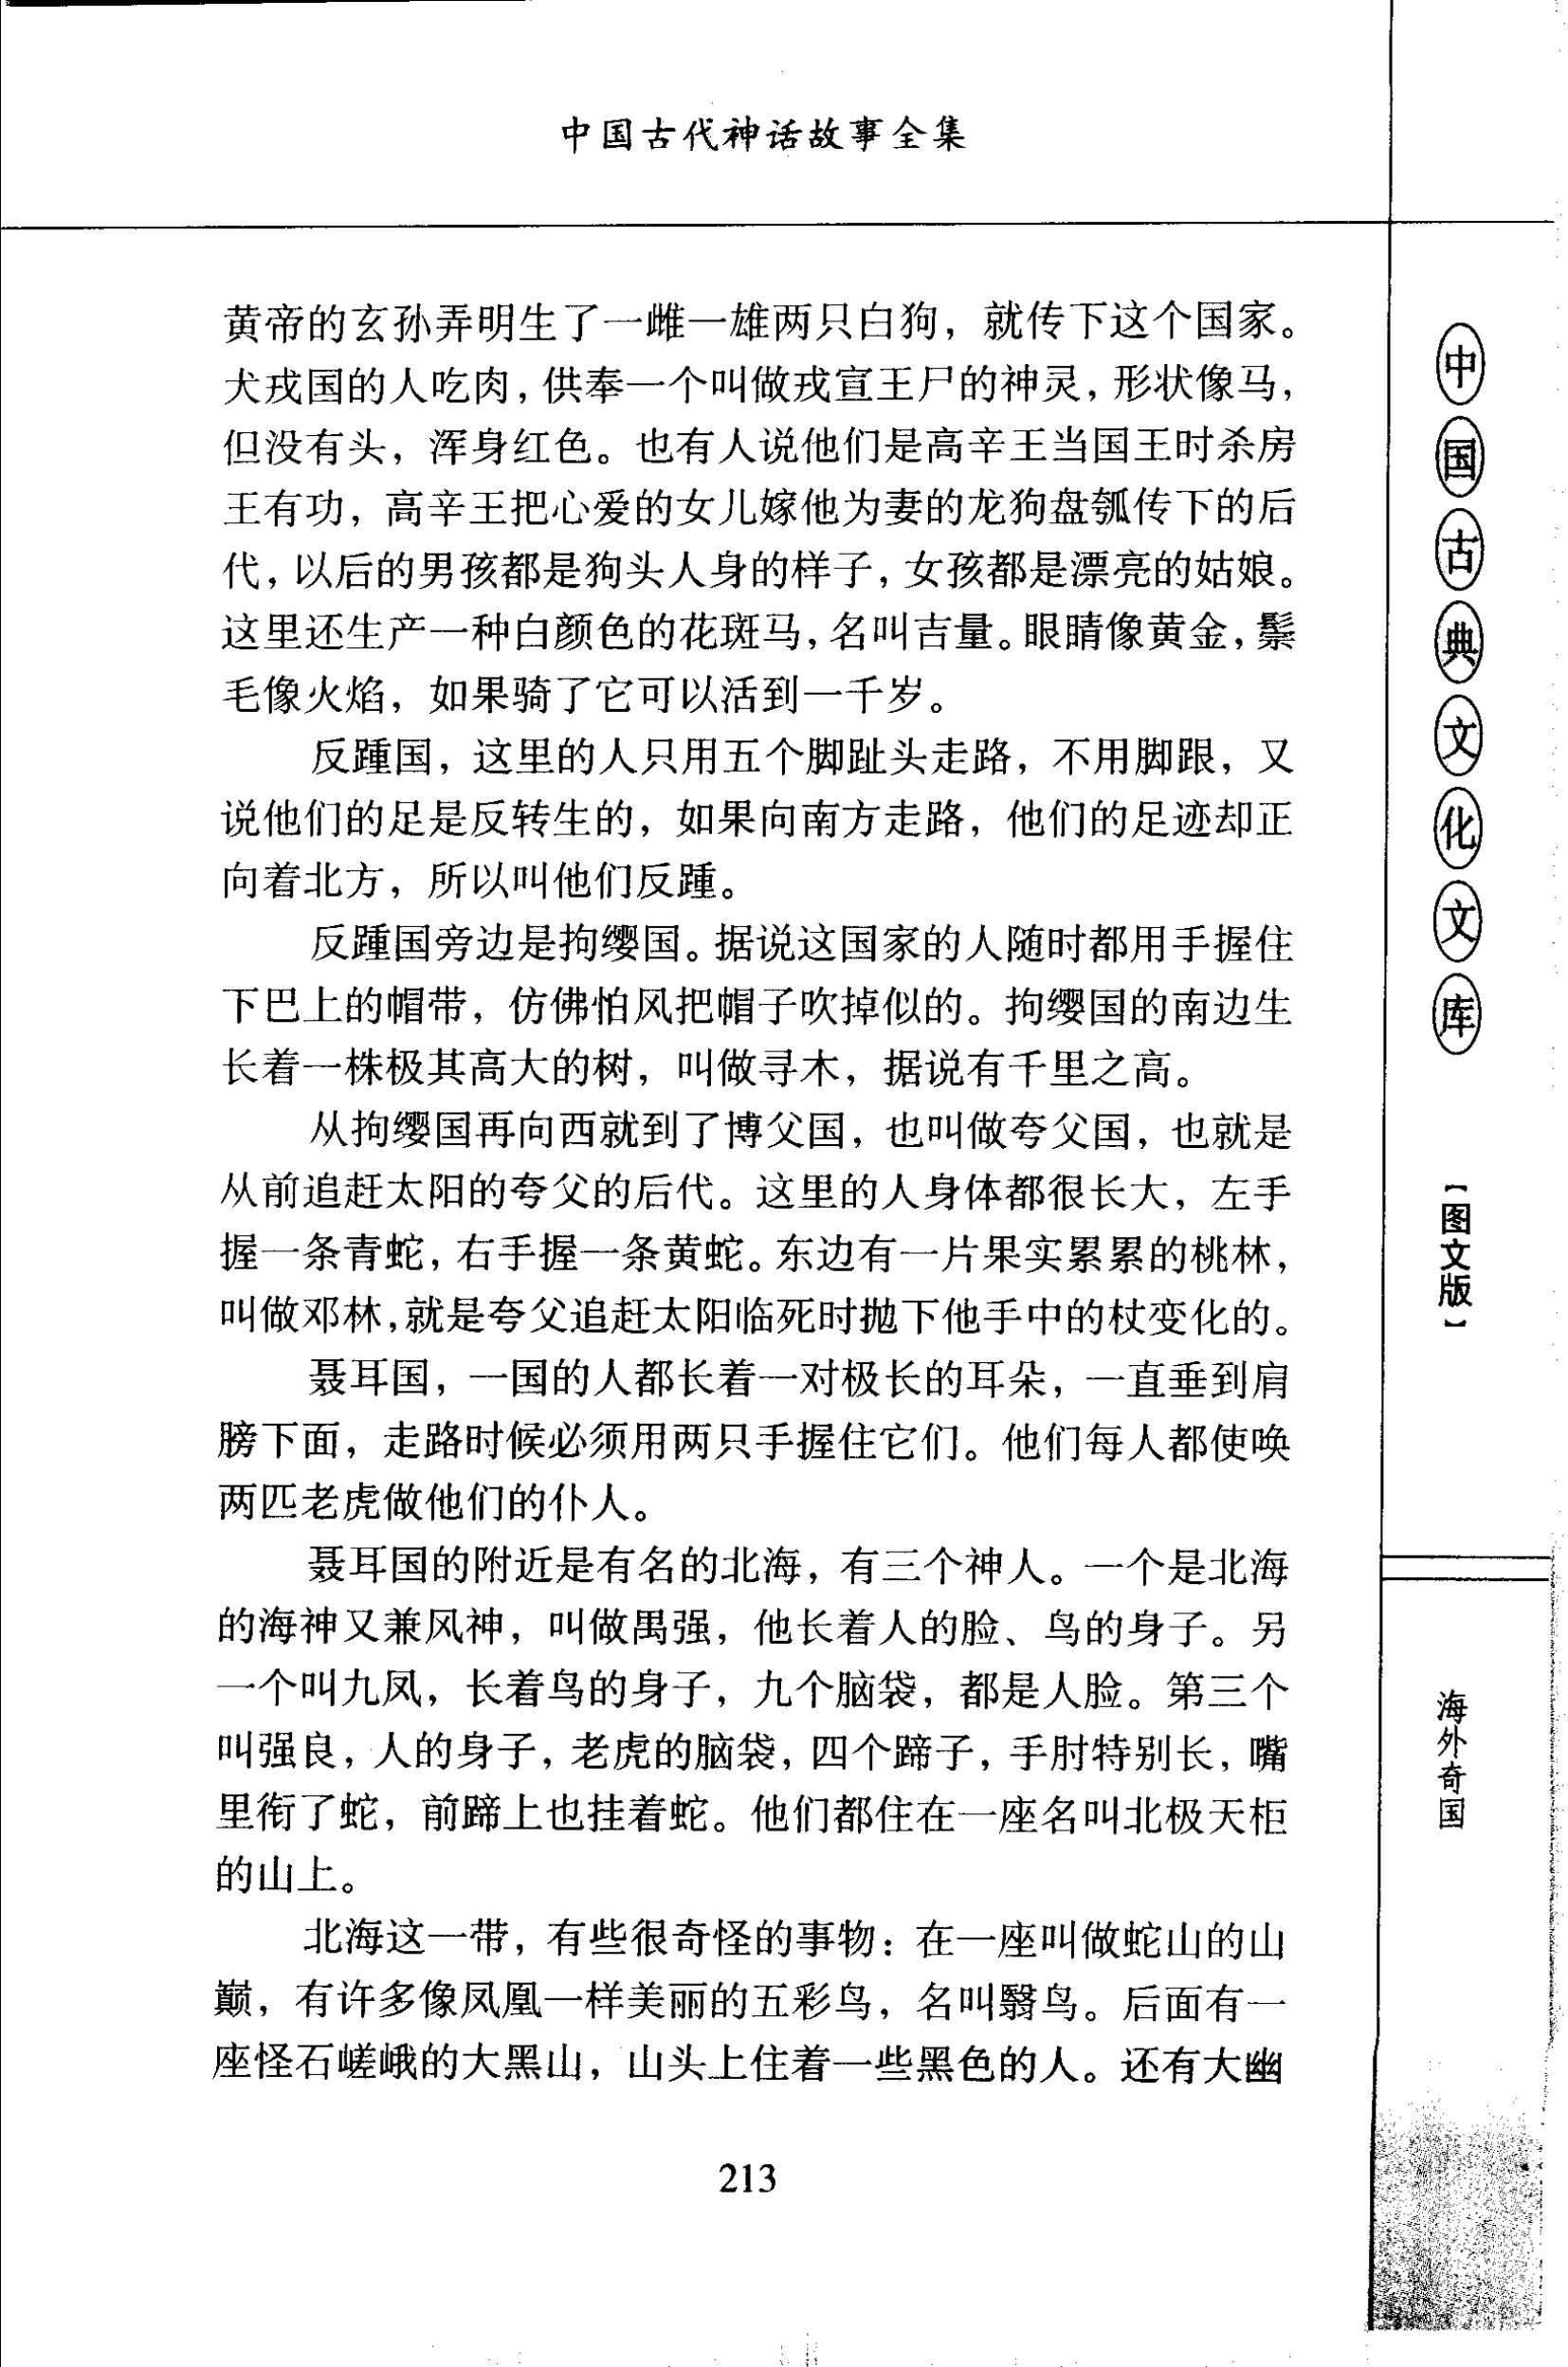 中国古代神话故事全集
黄帝的玄孙弄明生了一雌一雄两只白狗，就传下这个国家。
犬戎国的人吃肉，供奉一个叫做戎宣王尸的神灵，形状像马，
但没有头，浑身红色。也有人说他们是高辛王当国王时杀房
王有功，高辛王把心爱的女儿嫁他为妻的龙狗盘瓠传下的后
代，以后的男孩都是狗头人身的样子，女孩都是漂亮的姑娘。
这里还生产一种白颜色的花斑马，名叫吉量。眼睛像黄金，鬃
毛像火焰，如果骑了它可以活到一千岁。
反踵国，这里的人只用五个脚趾头走路，不用脚跟，又
说他们的足是反转生的，如果向南方走路，他们的足迹却正
向着北方，所以叫他们反踵。
反踵国旁边是拘缨国。据说这国家的人随时都用手握住
下巴上的帽带，仿佛怕风把帽子吹掉似的。拘缨国的南边生
长着一株极其高大的树，叫做寻木，据说有千里之高。
从拘缨国再向西就到了博父国，也叫做夸父国，也就是
从前追赶太阳的夸父的后代。这里的人身体都很长大，左手
握一条青蛇，右手握一条黄蛇。东边有一片果实累累的桃林，
叫做邓林，就是夸父追赶太阳临死时抛下他手中的杖变化的。
聂耳国，一国的人都长着一对极长的耳朵，一直垂到肩
膀下面，走路时候必须用两只手握住它们。他们每人都使唤
两匹老虎做他们的仆人。
聂耳国的附近是有名的北海，有三个神人。一个是北海
的海神又兼风神，叫做禺强，他长着人的脸、鸟的身子。另
一个叫九凤，长着鸟的身子，九个脑袋，都是人脸。第三个
叫强良，人的身子，老虎的脑袋，四个蹄子，手肘特别长，嘴
里衔了蛇，前蹄上也挂着蛇。他们都住在一座名叫北极天柜
的山上。
北海这一带，有些很奇怪的事物：在一座叫做蛇山的山
巅，有许多像凤凰一样美丽的五彩鸟，名叫翳鸟。后面有一
座怪石嵯峨的大黑山，山头上住着一些黑色的人。还有大幽
213
中国古典文化文库
【图文版】
海外奇国